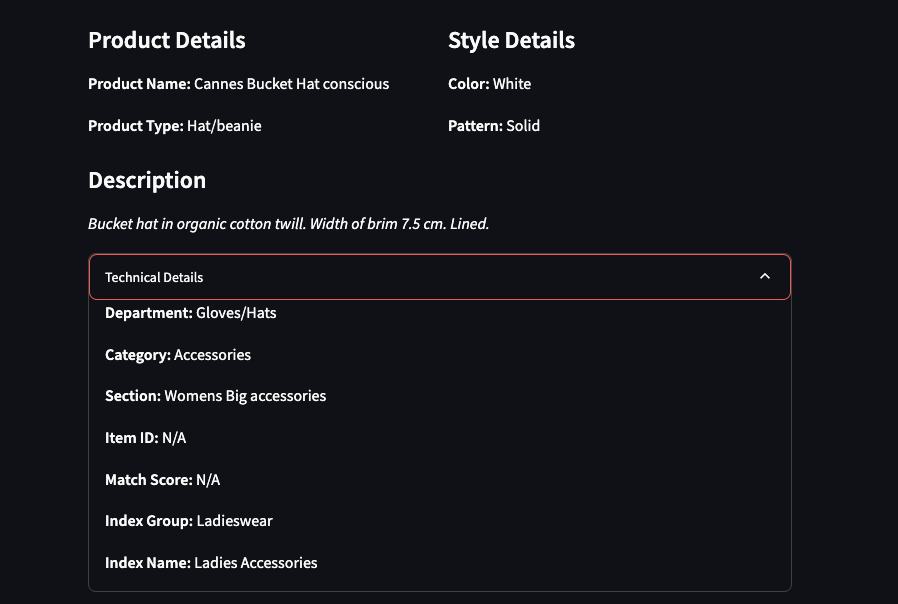 Product Details
Style Details
Product Name: Cannes Bucket Hat conscious
Color: White
Product Type: Hat/beanie
Pattern: Solid
Description
Bucket hat in organic cotton twill. Width of brim 7.5 cm. Lined.
Technical Details
Department: Gloves/Hats
Category: Accessories
Section: Womens Big accessories
Item ID: N/A
Match Score: N/A
Index Group: Ladieswear
Index Name: Ladies Accessories